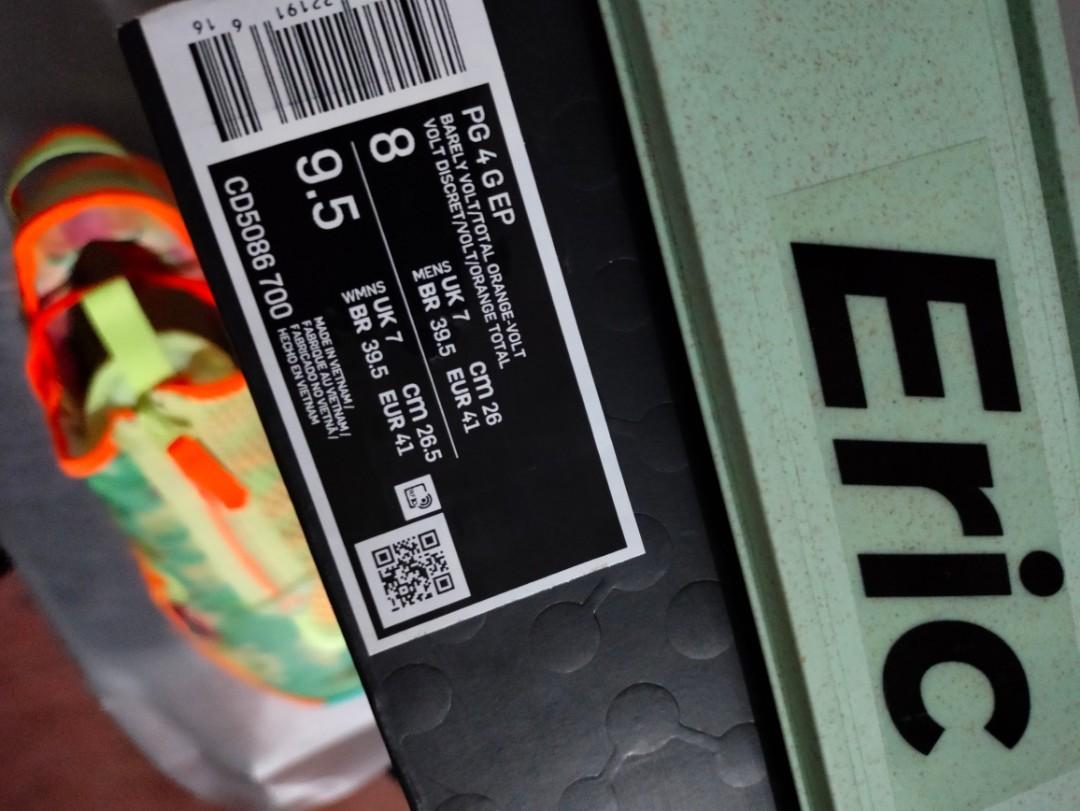 22191 6 16
PG 4 G EP
BARELY VOLT/TOTAL ORANGE-VOLT
VOLT DISCRET/VOLT/ORANGE TOTAL
8
MENS UK 7 cm 26
BR 39.5 EUR 41
9.5
WMNS UK 7 cm 26.5
BR 39.5 EUR 41
CD5086 700
MADE IN VIETNAM /
FABRIQUE AU VIETNAM /
FABRICADO NO VIETNÃ /
HECHO EN VIETNAM
Eric